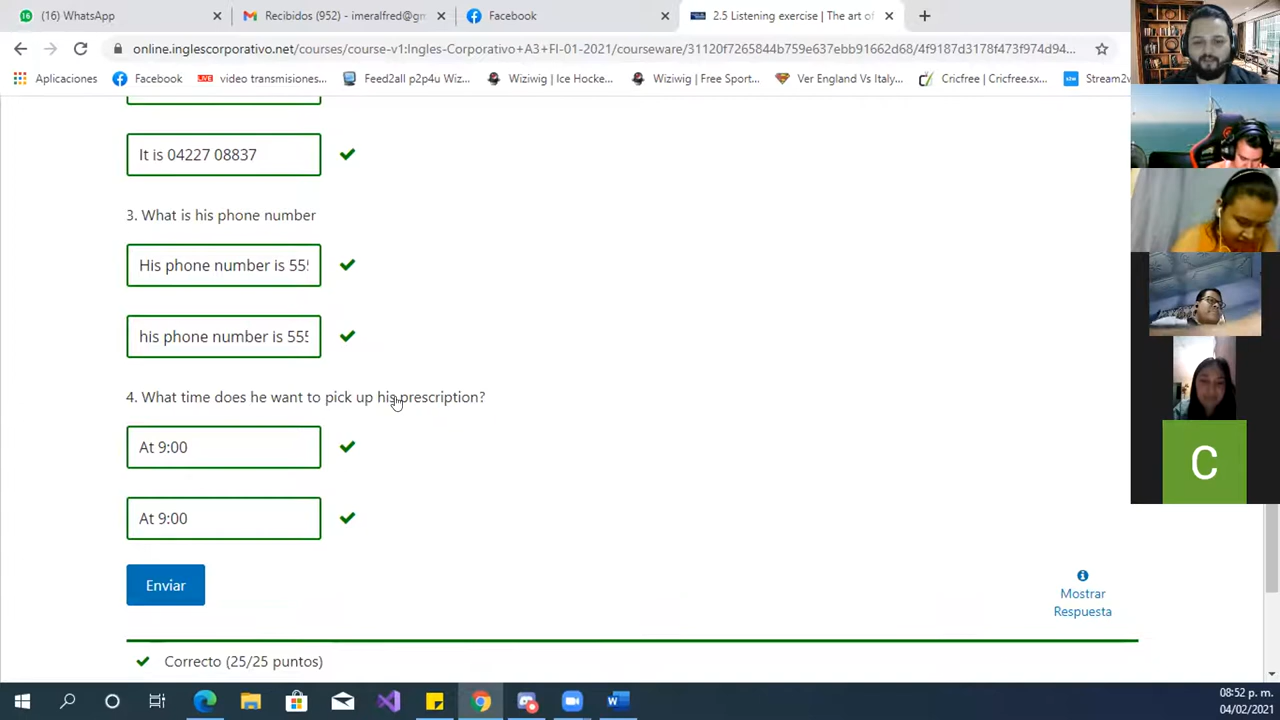 (16) WhatsApp
Recibidos (952) - imeralfred@gm
Facebook
2.5 Listening exercise | The art of
online.inglescorporativo.net/courses/course-v1:Ingles-Corporativo+A3+FI-01-2021/courseware/31120f7265844b759e637ebb91662d68/4f9187d3178f473f974d94...
Aplicaciones
Facebook
LIVE
video transmisiones...
Feed2all p2p4u Wiz...
Wiziwig | Ice Hocke...
Wiziwig | Free Sport...
Ver England Vs Italy...
Cricfree | Cricfree.sx...
It is 04227 08837
3. What is his phone number
His phone number is 555
his phone number is 555
4. What time does he want to pick up his prescription?
At 9:00
At 9:00
C
Enviar
Mostrar
Respuesta
Correcto (25/25 puntos)
08:52 p. m.
04/02/2021